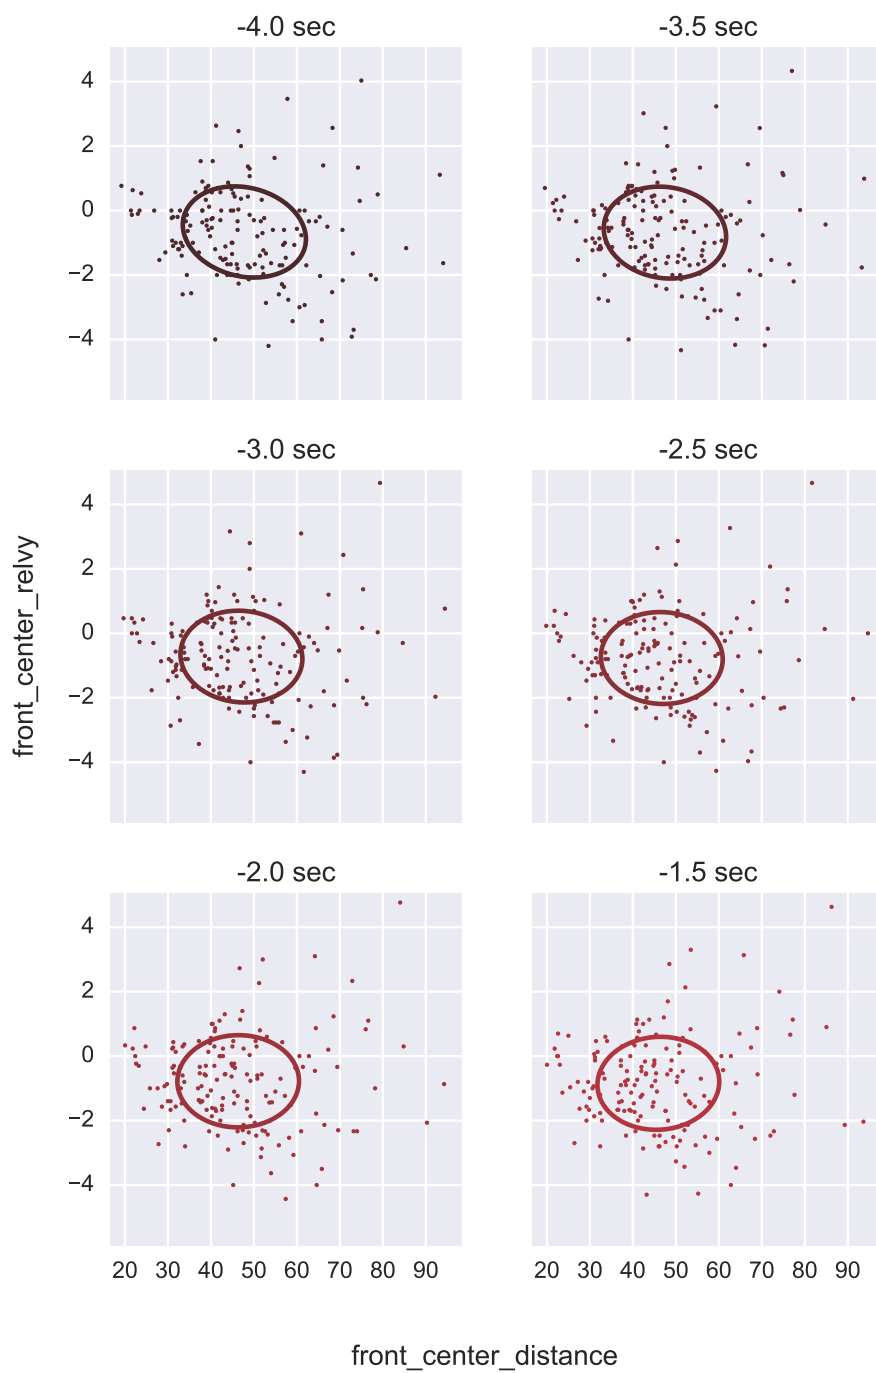 -4.0 sec
-3.5 sec
4
2
0
−2
−4
-3.0 sec
-2.5 sec
4
2
0
−2
−4
front_center_relvy
-2.0 sec
-1.5 sec
4
2
0
−2
−4
20 30 40 50 60 70 80 90
20 30 40 50 60 70 80 90
front_center_distance